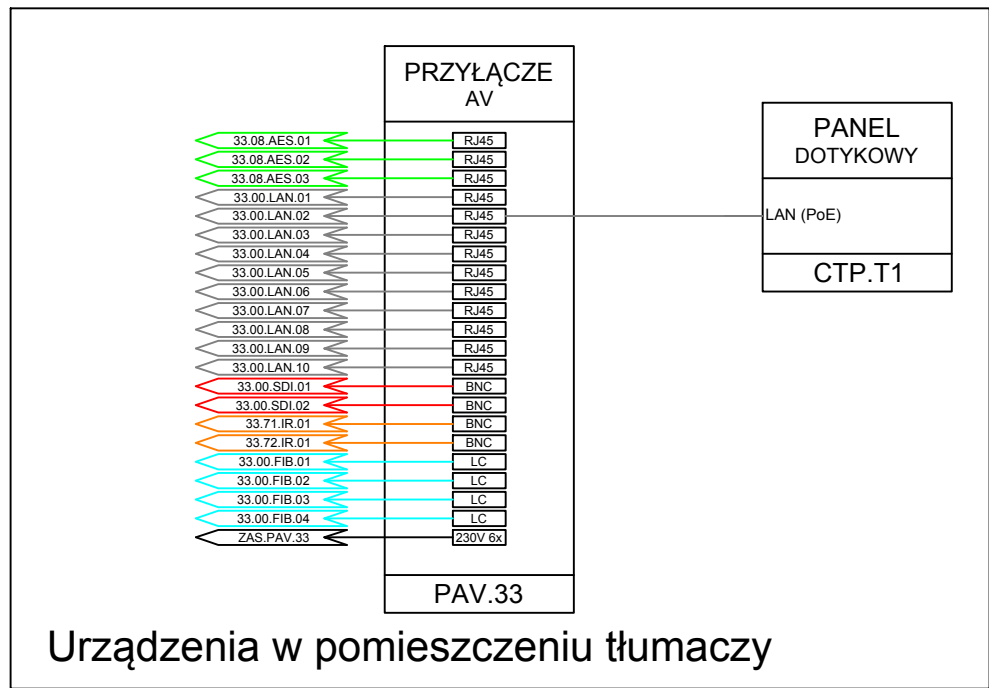 PRZYŁĄCZE
AV
33.08.AES.01 RJ45
33.08.AES.02 RJ45
33.08.AES.03 RJ45
33.00.LAN.01 RJ45
33.00.LAN.02 RJ45
33.00.LAN.03 RJ45
33.00.LAN.04 RJ45
33.00.LAN.05 RJ45
33.00.LAN.06 RJ45
33.00.LAN.07 RJ45
33.00.LAN.08 RJ45
33.00.LAN.09 RJ45
33.00.LAN.10 RJ45
33.00.SDI.01 BNC
33.00.SDI.02 BNC
33.71.IR.01 BNC
33.72.IR.01 BNC
33.00.FIB.01 LC
33.00.FIB.02 LC
33.00.FIB.03 LC
33.00.FIB.04 LC
ZAS.PAV.33 230V 6x
PAV.33
PANEL
DOTYKOWY
LAN (PoE)
CTP.T1
Urządzenia w pomieszczeniu tłumaczy